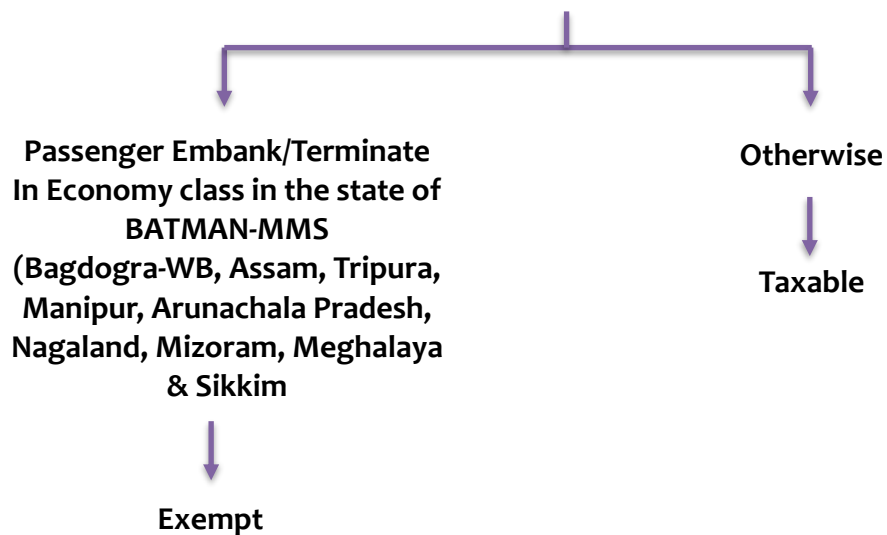 Passenger Embank/Terminate
In Economy class in the state of
BATMAN-MMS
(Bagdogra-WB, Assam, Tripura,
Manipur, Arunachala Pradesh,
Nagaland, Mizoram, Meghalaya
& Sikkim
Exempt
Otherwise
Taxable